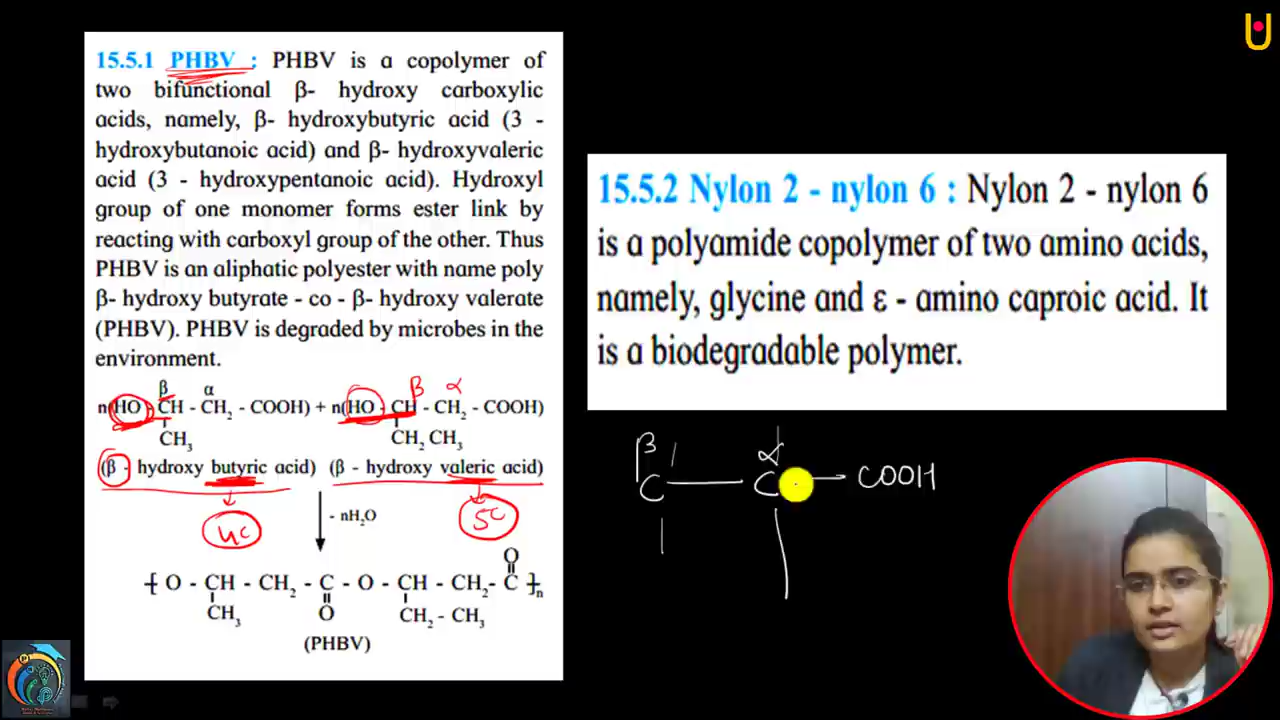 15.5.1 PHBV : PHBV is a copolymer of
two bifunctional β- hydroxy carboxylic
acids, namely, β- hydroxybutyric acid (3 -
hydroxybutanoic acid) and β- hydroxyvaleric
acid (3 - hydroxypentanoic acid). Hydroxyl
group of one monomer forms ester link by
reacting with carboxyl group of the other. Thus
PHBV is an aliphatic polyester with name poly
β- hydroxy butyrate - co - β- hydroxy valerate
(PHBV). PHBV is degraded by microbes in the
environment.
β α β α
n(HO - CH - CH₂ - COOH) + n(HO - CH - CH₂ - COOH)
CH₃ CH₂ CH₃
(β - hydroxy butyric acid) (β - hydroxy valeric acid)
4C - nH₂O 5C
O
-[ O - CH - CH₂ - C - O - CH - CH₂ - C ]-n
CH₃ O CH₂ - CH₃
(PHBV)
15.5.2 Nylon 2 - nylon 6 : Nylon 2 - nylon 6
is a polyamide copolymer of two amino acids,
namely, glycine and ε - amino caproic acid. It
is a biodegradable polymer.
β α
C C COOH